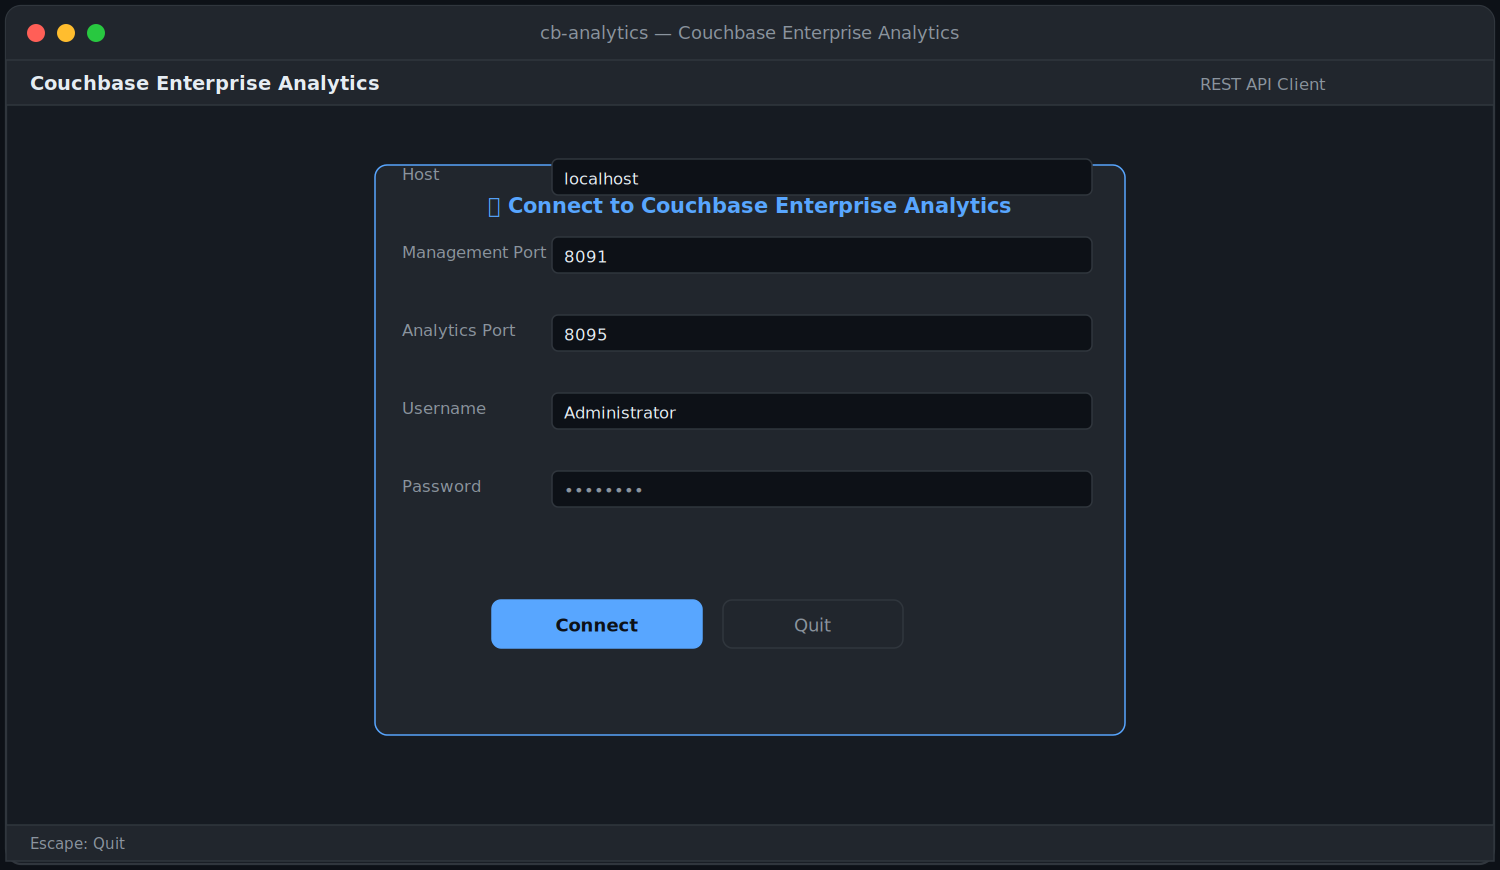 cb-analytics — Couchbase Enterprise Analytics
Couchbase Enterprise Analytics
REST API Client
Host
localhost
Connect to Couchbase Enterprise Analytics
Management Port
8091
Analytics Port
8095
Username
Administrator
Password
••••••••
Connect
Quit
Escape: Quit